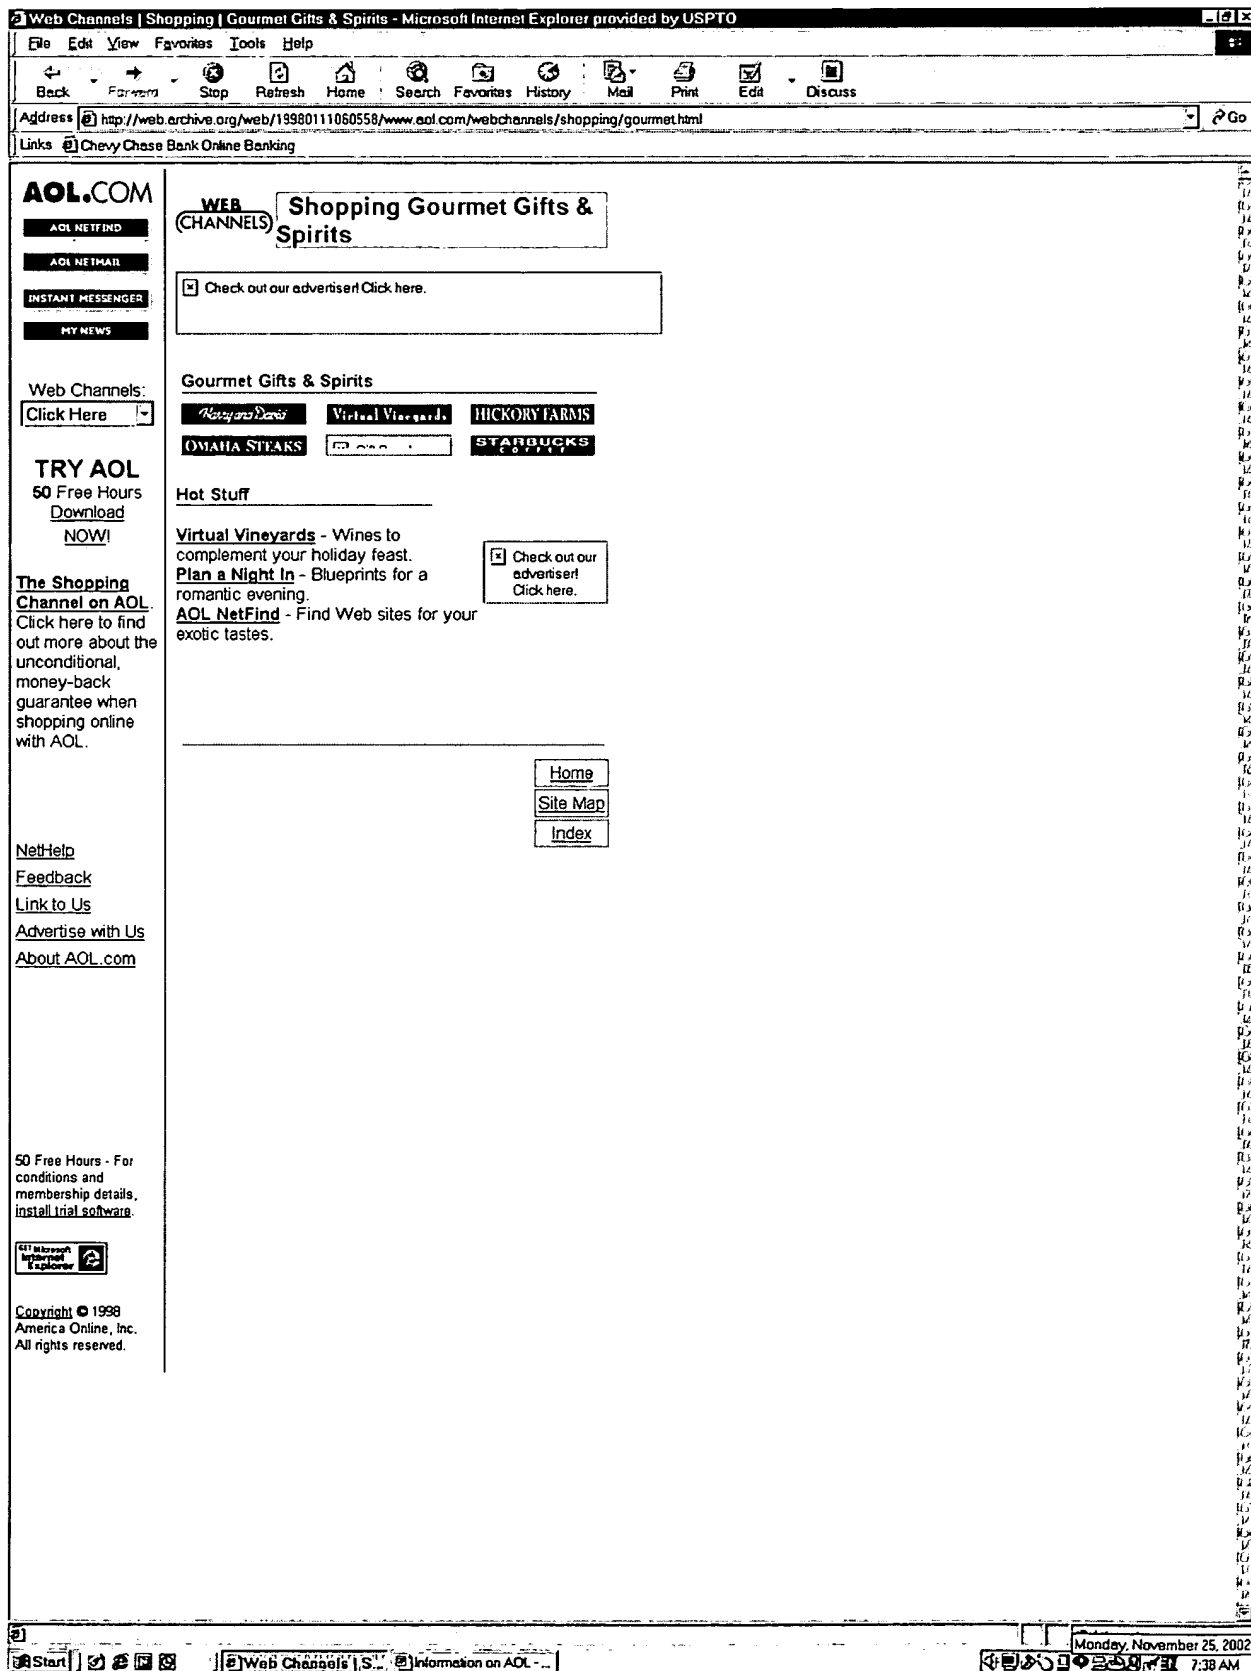 Web Channels | Shopping | Gourmet Gifts & Spirits - Microsoft Internet Explorer provided by USPTO
File Edit View Favorites Tools Help
Back Forward Stop Refresh Home Search Favorites History Mail Print Edit Discuss
Address http://web.archive.org/web/19980111060558/www.aol.com/webchannels/shopping/gourmet.html Go
Links Chevy Chase Bank Online Banking
AOL.COM
AOL NETFIND
AOL NETMAIL
INSTANT MESSENGER
MY NEWS
Web Channels:
Click Here
TRY AOL
50 Free Hours
Download
NOW!
The Shopping
Channel on AOL.
Click here to find
out more about the
unconditional,
money-back
guarantee when
shopping online
with AOL.
NetHelp
Feedback
Link to Us
Advertise with Us
About AOL.com
50 Free Hours - For
conditions and
membership details,
install trial software.
GET Microsoft
Internet
Explorer
Copyright © 1998
America Online, Inc.
All rights reserved.
WEB
CHANNELS
Shopping Gourmet Gifts &
Spirits
Check out our advertiser! Click here.
Gourmet Gifts & Spirits
Harry and David Virtual Vineyards HICKORY FARMS
OMAHA STEAKS STARBUCKS
COFFEE
Hot Stuff
Virtual Vineyards - Wines to
complement your holiday feast.
Plan a Night In - Blueprints for a
romantic evening.
AOL NetFind - Find Web sites for your
exotic tastes.
Check out our
advertiser!
Click here.
Home
Site Map
Index
Start Web Channels | S... Information on AOL - ...
Monday, November 25, 2002
7:38 AM